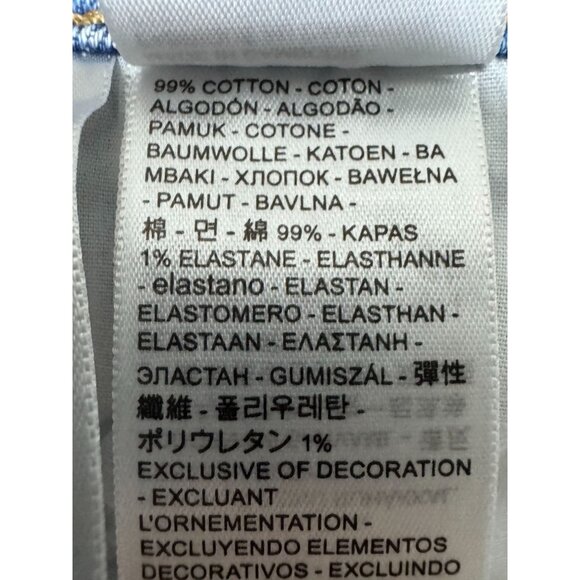 99% COTTON - COTON -
ALGODÓN - ALGODÃO -
PAMUK - COTONE -
BAUMWOLLE - KATOEN - BA
MBAKI - ХЛОПОК - BAWEŁNA
- PAMUT - BAVLNA -
棉 - 면 - 綿 99% - KAPAS
1% ELASTANE - ELASTHANNE
- elastano - ELASTAN -
ELASTOMERO - ELASTHAN -
ELASTAAN - ΕΛΑΣΤΑΝΗ -
ЭЛАСТАН - GUMISZÁL - 彈性
纖維 - 폴리우레탄 -
ポリウレタン 1%
EXCLUSIVE OF DECORATION
- EXCLUANT
L'ORNEMENTATION -
EXCLUYENDO ELEMENTOS
DECORATIVOS - EXCLUINDO